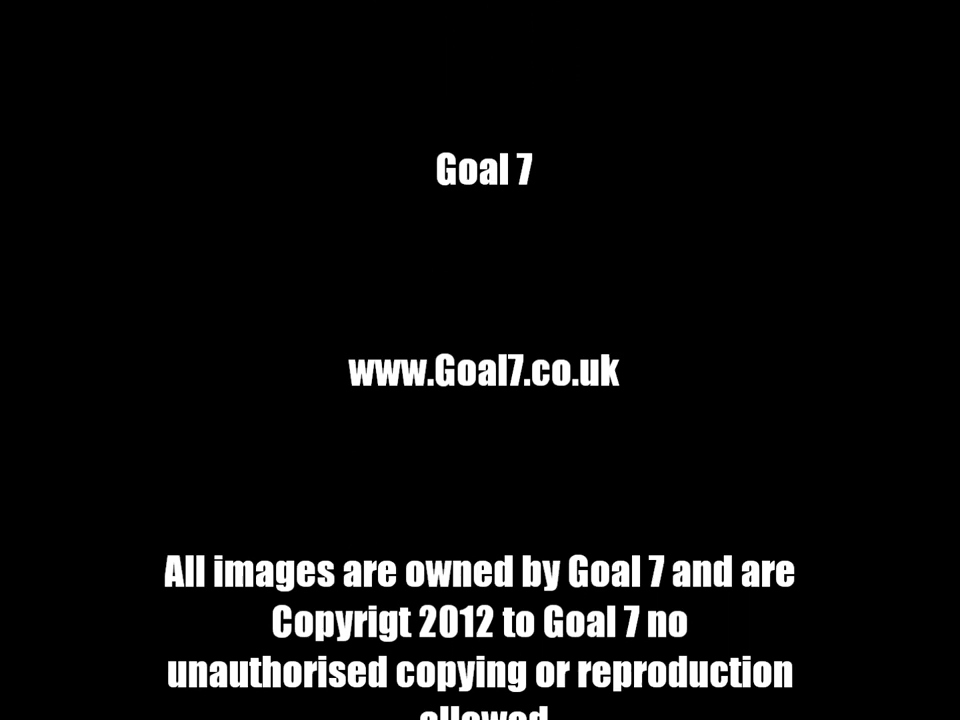 Goal 7
www.Goal7.co.uk
All images are owned by Goal 7 and are
Copyrigt 2012 to Goal 7 no
unauthorised copying or reproduction
allowed